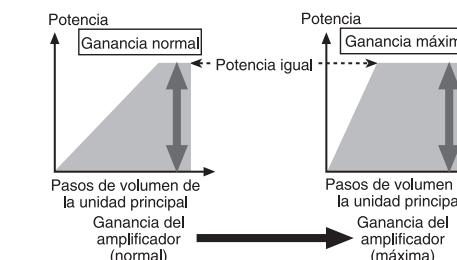 Potencia
Ganancia normal
Potencia igual
Pasos de volumen de
la unidad principal
Ganancia del
amplificador
(normal)
Potencia
Ganancia
Pasos de volumen
la unidad
Ganancia del
amplificador
(máxima)